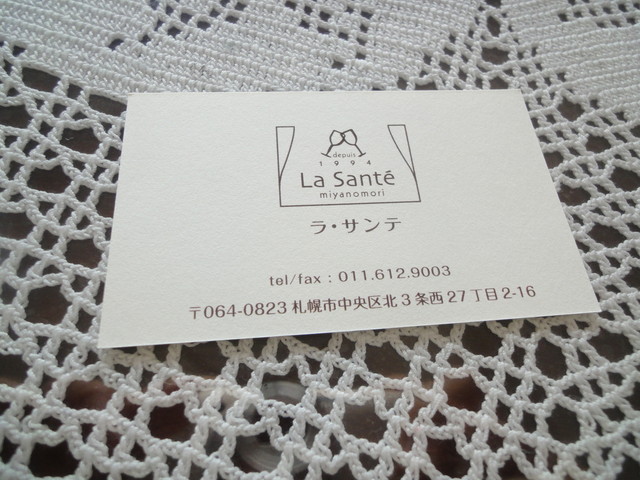 depuis
1994
La Santé
miyanomori
ラ・サンテ
tel/fax : 011.612.9003
〒064-0823 札幌市中央区北3条西27丁目2-16